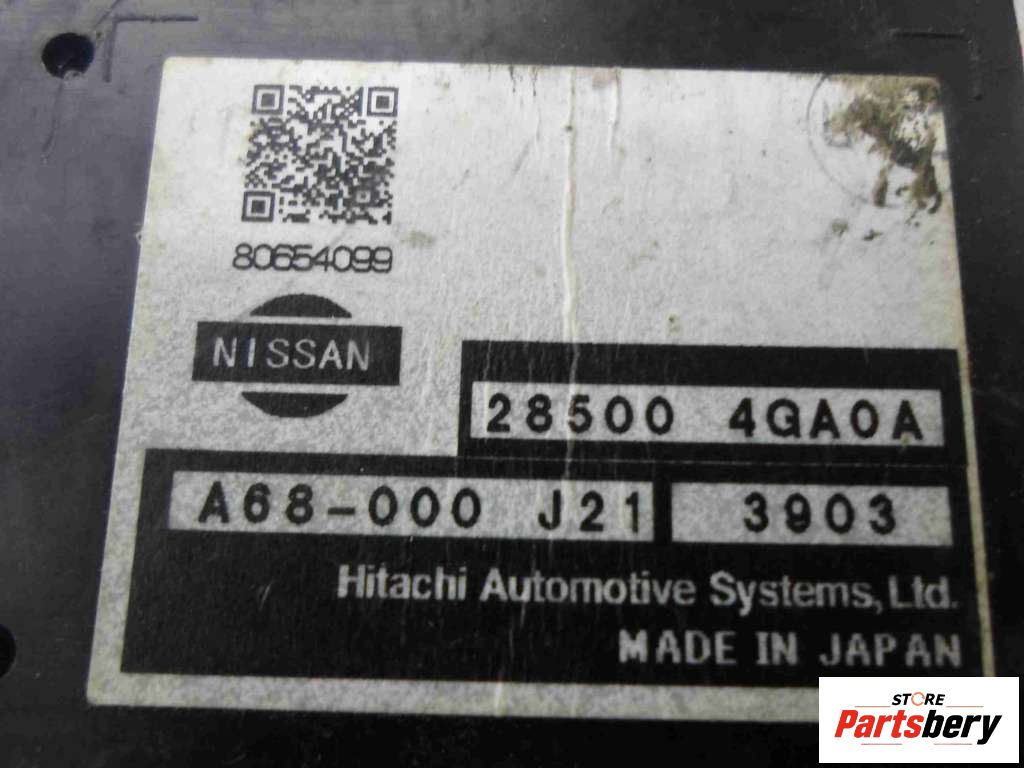 80654099
NISSAN
28500 4GA0A
A68-000 J21 3903
Hitachi Automotive Systems, Ltd.
MADE IN JAPAN
STORE
Partsbery